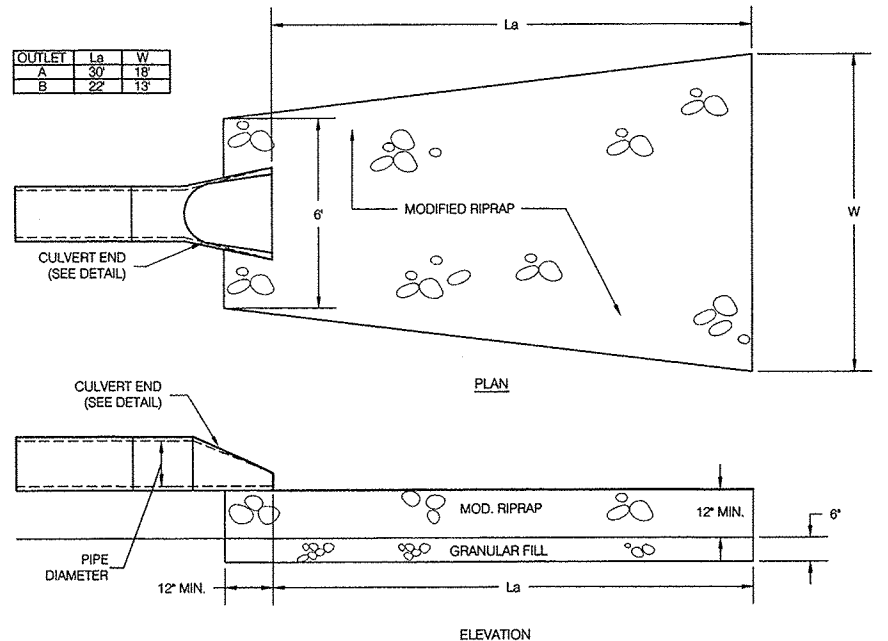 La
OUTLET La W
A 30' 18'
B 22' 13'
6'
MODIFIED RIPRAP
W
CULVERT END
(SEE DETAIL)
PLAN
CULVERT END
(SEE DETAIL)
MOD. RIPRAP
12" MIN.
6"
GRANULAR FILL
PIPE
DIAMETER
12" MIN.
La
ELEVATION